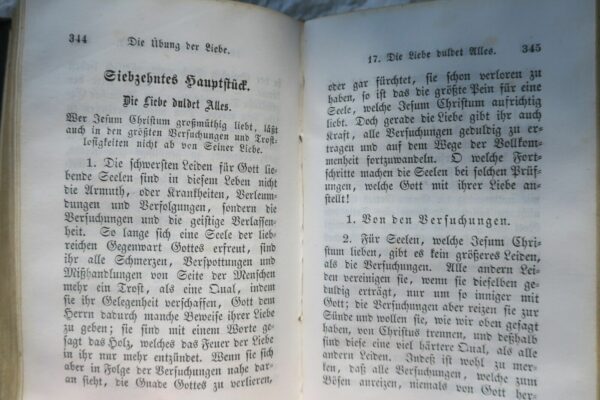 344
Die Übung der Liebe.
Siebzehntes Hauptstück.
Die Liebe duldet Alles.
Wer Jesum Christum großmüthig liebt, läßt
auch in den größten Versuchungen und Trost-
losigkeiten nicht ab von Seiner Liebe.
1. Die schwersten Leiden für Gott lie-
bende Seelen sind in diesem Leben nicht
die Armuth, oder Krankheiten, Verleum-
dungen und Verfolgungen, sondern die
Versuchungen und die geistige Verlassen-
heit. So lange sich eine Seele der lieb-
reichen Gegenwart Gottes erfreut, sind
ihr alle Schmerzen, Verspottungen und
Mißhandlungen von Seite der Menschen
mehr ein Trost, als eine Qual, indem
sie ihr Gelegenheit verschaffen, Gott dem
Herrn dadurch manche Beweise ihrer Liebe
zu geben; sie sind mit einem Worte ge-
sagt das Holz, welches das Feuer der Liebe
in ihr nur mehr entzündet. Wenn sie sich
aber in Folge der Versuchungen nahe dar-
an sieht, die Gnade Gottes zu verlieren,
17. Die Liebe duldet Alles.
345
oder gar fürchtet, sie schon verloren zu
haben, so ist das die größte Pein für eine
Seele, welche Jesum Christum aufrichtig
liebt. Doch gerade die Liebe gibt ihr auch
Kraft, alle Versuchungen geduldig zu er-
tragen und auf dem Wege der Vollkom-
menheit fortzuwandeln. O welche Fort-
schritte machen die Seelen bei solchen Prüf-
ungen, welche Gott mit ihrer Liebe an-
stellt!
1. Von den Versuchungen.
2. Für Seelen, welche Jesum Chri-
stum lieben, gibt es kein größeres Leiden,
als die Versuchungen. Alle andern Lei-
den vereinigen sie, wenn sie dieselben ge-
duldig erträgt, nur um so inniger mit
Gott; die Versuchungen aber reizen sie zur
Sünde und wollen sie, wie wir oben gesagt
haben, von Christus trennen, und deßhalb
sind diese eine viel härtere Qual, als alle
andern Leiden. Indeß ist wohl zu mer-
ken, daß alle Versuchungen, welche zum
Bösen anreizen, niemals von Gott her-